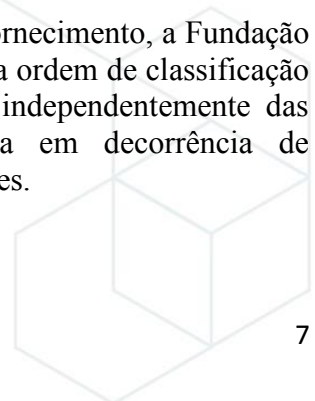 ornecimento, a Fundação
a ordem de classificação
independentemente das
a em decorrência de
es.
7